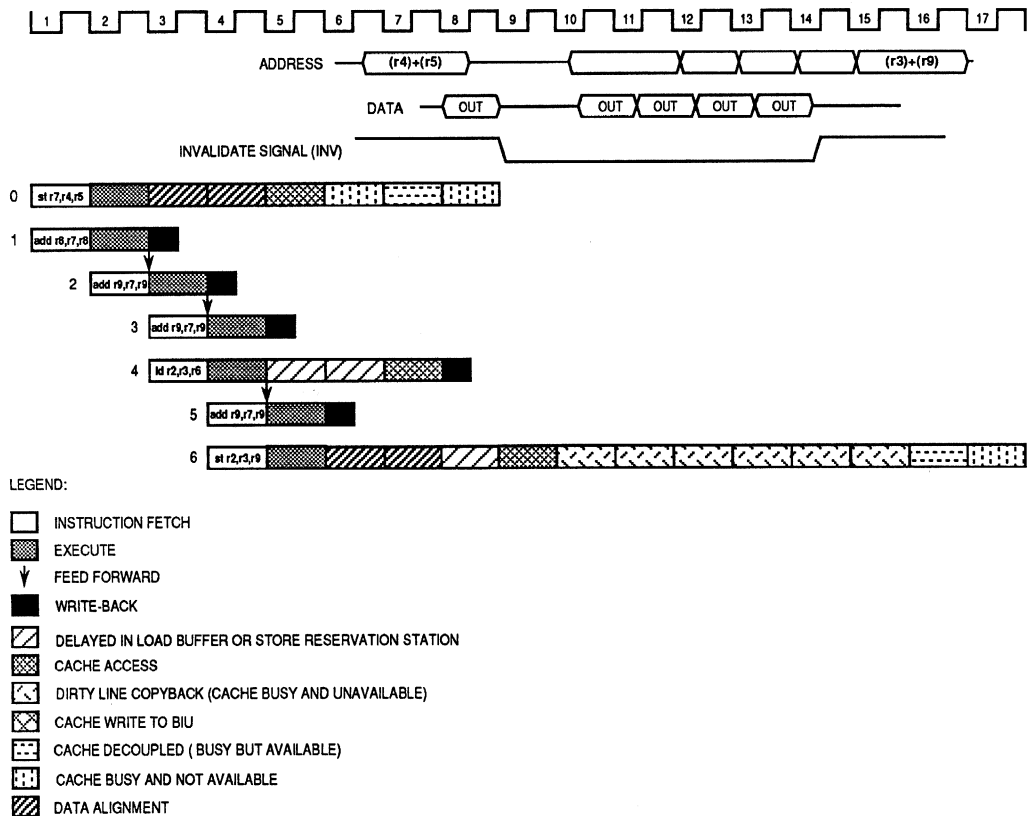 1 2 3 4 5 6 7 8 9 10 11 12 13 14 15 16 17
ADDRESS (r4)+(r5) (r3)+(r9)
DATA OUT OUT OUT OUT OUT
INVALIDATE SIGNAL (INV)
0 st r7,r4,r5
1 add r8,r7,r8
2 add r9,r7,r9
3 add r9,r7,r9
4 ld r2,r3,r6
5 add r9,r7,r9
6 st r2,r3,r9
LEGEND:
INSTRUCTION FETCH
EXECUTE
FEED FORWARD
WRITE-BACK
DELAYED IN LOAD BUFFER OR STORE RESERVATION STATION
CACHE ACCESS
DIRTY LINE COPYBACK (CACHE BUSY AND UNAVAILABLE)
CACHE WRITE TO BIU
CACHE DECOUPLED ( BUSY BUT AVAILABLE)
CACHE BUSY AND NOT AVAILABLE
DATA ALIGNMENT